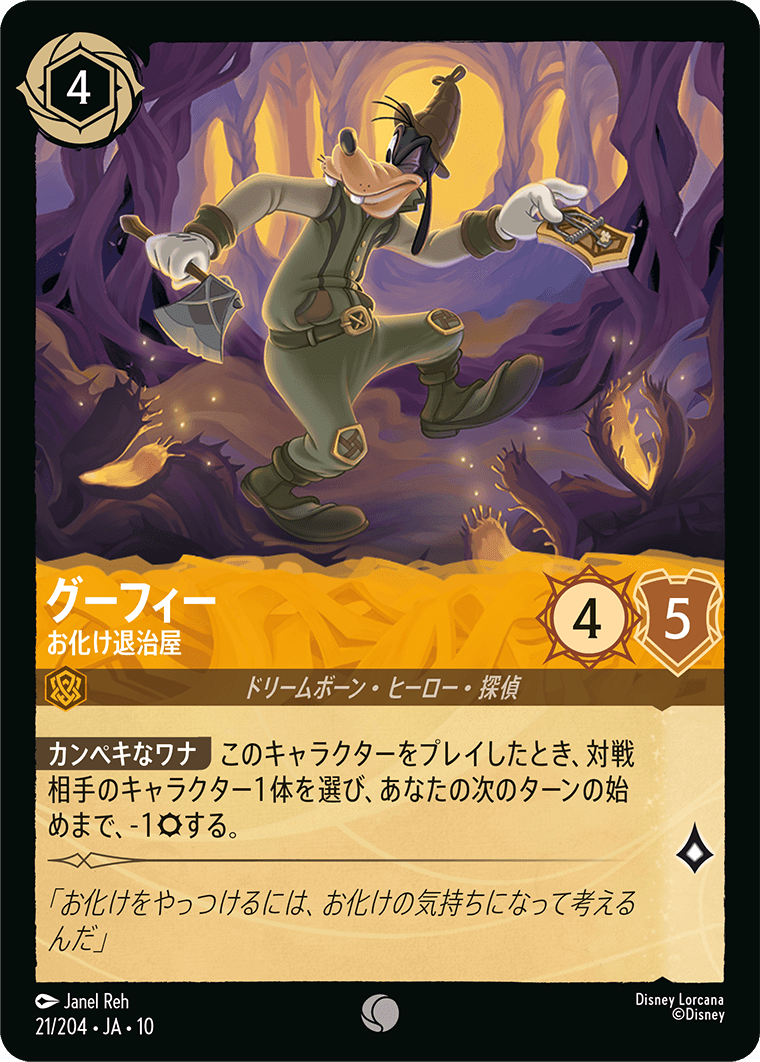 4
グーフィー
お化け退治屋
4
5
ドリームボーン・ヒーロー・探偵
カンペキなワナ このキャラクターをプレイしたとき、対戦
相手のキャラクター1体を選び、あなたの次のターンの始
めまで、-1する。
「お化けをやっつけるには、お化けの気持ちになって考える
んだ」
Janel Reh
Disney Lorcana
21/204・JA・10
©Disney